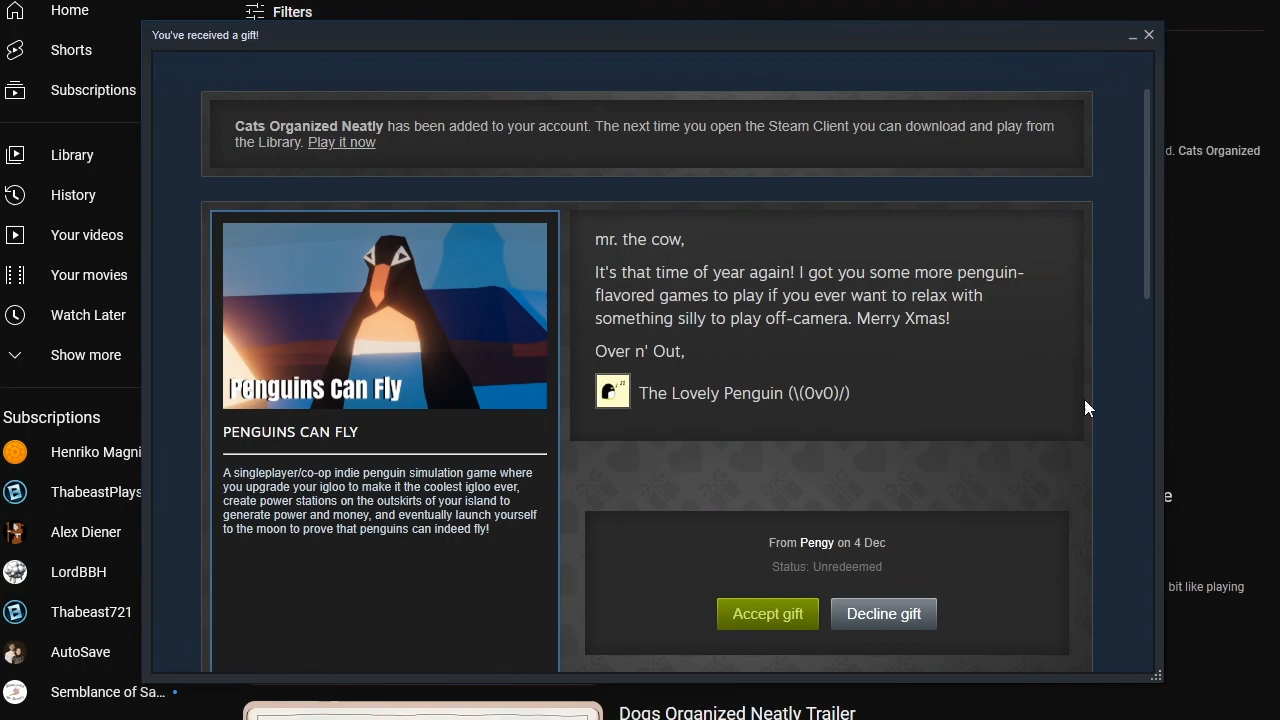 Home
Filters
Shorts
Subscriptions
Library
History
Your videos
Your movies
Watch Later
Show more
Subscriptions
Henriko Magni
ThabeastPlays
Alex Diener
LordBBH
Thabeast721
AutoSave
Semblance of Sa...
You've received a gift!
Cats Organized Neatly has been added to your account. The next time you open the Steam Client you can download and play from
the Library. Play it now
Penguins Can Fly
PENGUINS CAN FLY
A singleplayer/co-op indie penguin simulation game where
you upgrade your igloo to make it the coolest igloo ever,
create power stations on the outskirts of your island to
generate power and money, and eventually launch yourself
to the moon to prove that penguins can indeed fly!
mr. the cow,
It's that time of year again! I got you some more penguin-
flavored games to play if you ever want to relax with
something silly to play off-camera. Merry Xmas!
Over n' Out,
The Lovely Penguin (\(0v0)/)
From Pengy on 4 Dec
Status: Unredeemed
Accept gift
Decline gift
d. Cats Organized
e
bit like playing
Dogs Organized Neatly Trailer